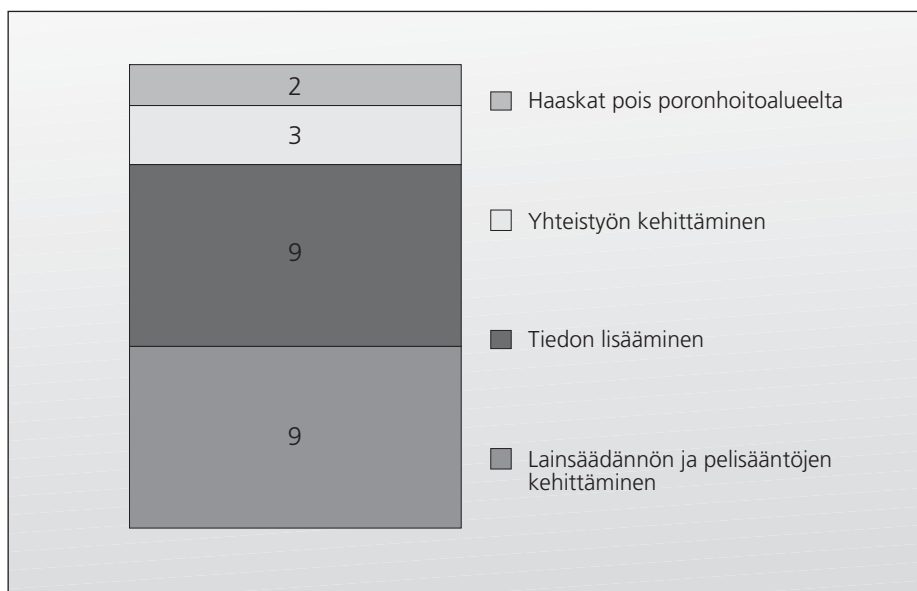 2
Haaskat pois poronhoitoalueelta
3
Yhteistyön kehittäminen
9
Tiedon lisääminen
9
Lainsäädännön ja pelisääntöjen
kehittäminen